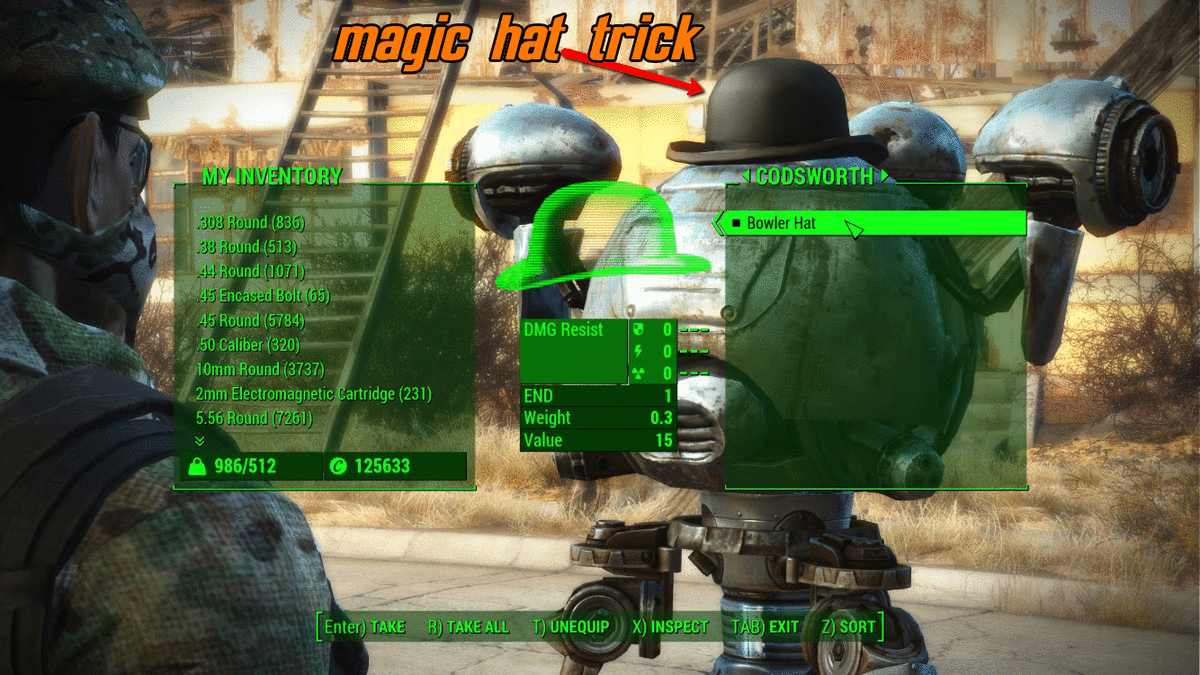 magic hat trick
MY INVENTORY
.308 Round (836)
.38 Round (513)
.44 Round (1071)
.45 Encased Bolt (65)
.45 Round (5784)
.50 Caliber (320)
10mm Round (3737)
2mm Electromagnetic Cartridge (231)
5.56 Round (7261)
986/512 125633
DMG Resist 0
0
0
END 1
Weight 0.3
Value 15
CODSWORTH
Bowler Hat
Enter) TAKE R) TAKE ALL T) UNEQUIP X) INSPECT TAB) EXIT Z) SORT